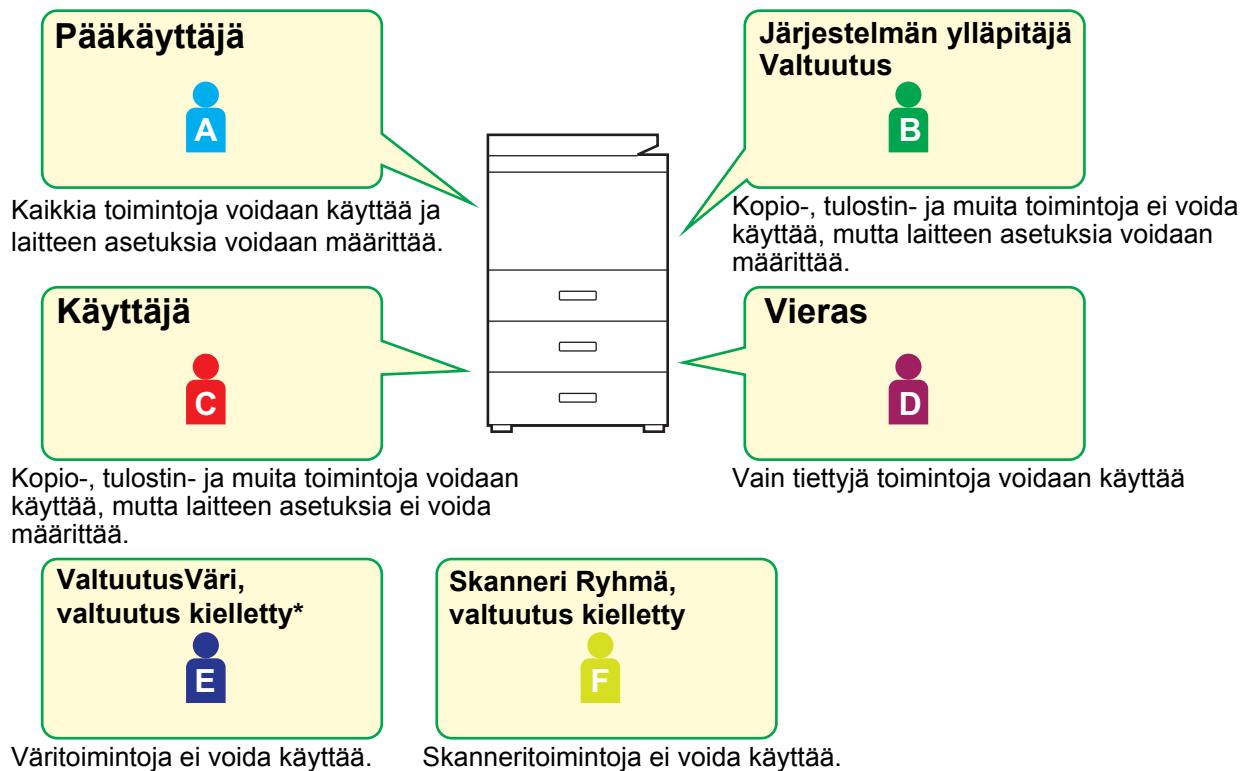 Pääkäyttäjä
A
Kaikkia toimintoja voidaan käyttää ja
laitteen asetuksia voidaan määrittää.
Järjestelmän ylläpitäjä
Valtuutus
B
Kopio-, tulostin- ja muita toimintoja ei voida
käyttää, mutta laitteen asetuksia voidaan
määrittää.
Käyttäjä
C
Kopio-, tulostin- ja muita toimintoja voidaan
käyttää, mutta laitteen asetuksia ei voida
määrittää.
Vieras
D
Vain tiettyjä toimintoja voidaan käyttää
ValtuutusVäri,
valtuutus kielletty*
E
Väritoimintoja ei voida käyttää.
Skanneri Ryhmä,
valtuutus kielletty
F
Skanneritoimintoja ei voida käyttää.